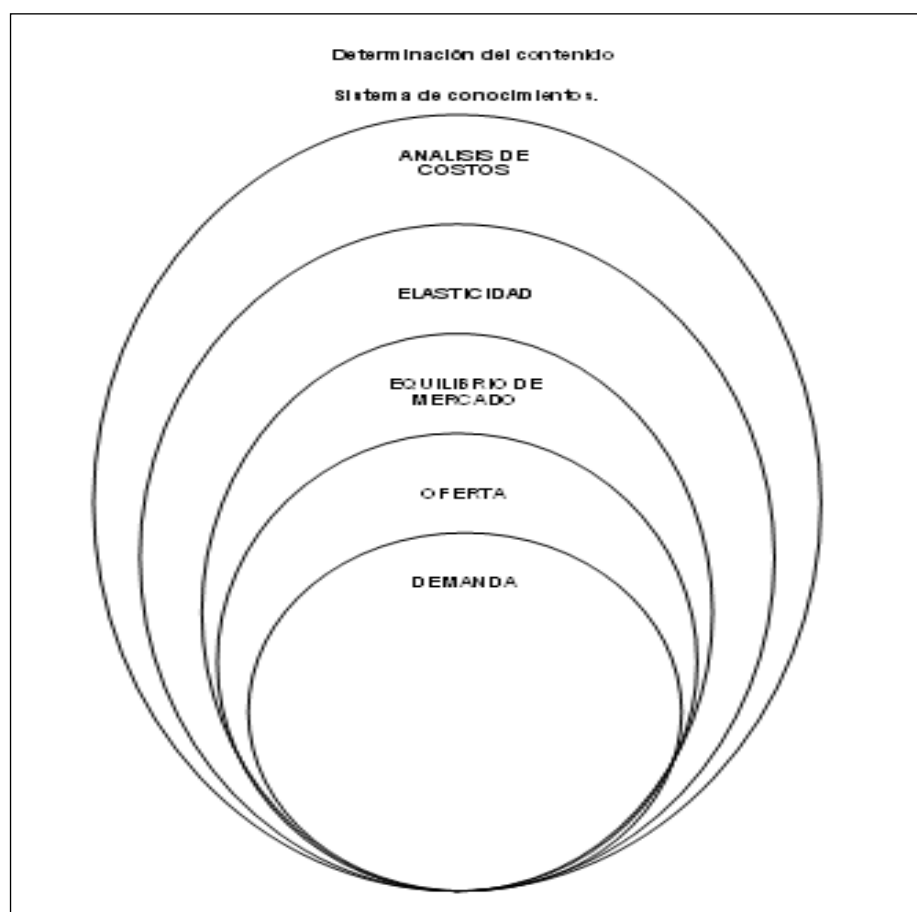 Determinación del contenido
Sistema de conocimientos.
ANALISIS DE
COSTOS
ELASTICIDAD
EQUILIBRIO DE
MERCADO
OFERTA
DEMANDA